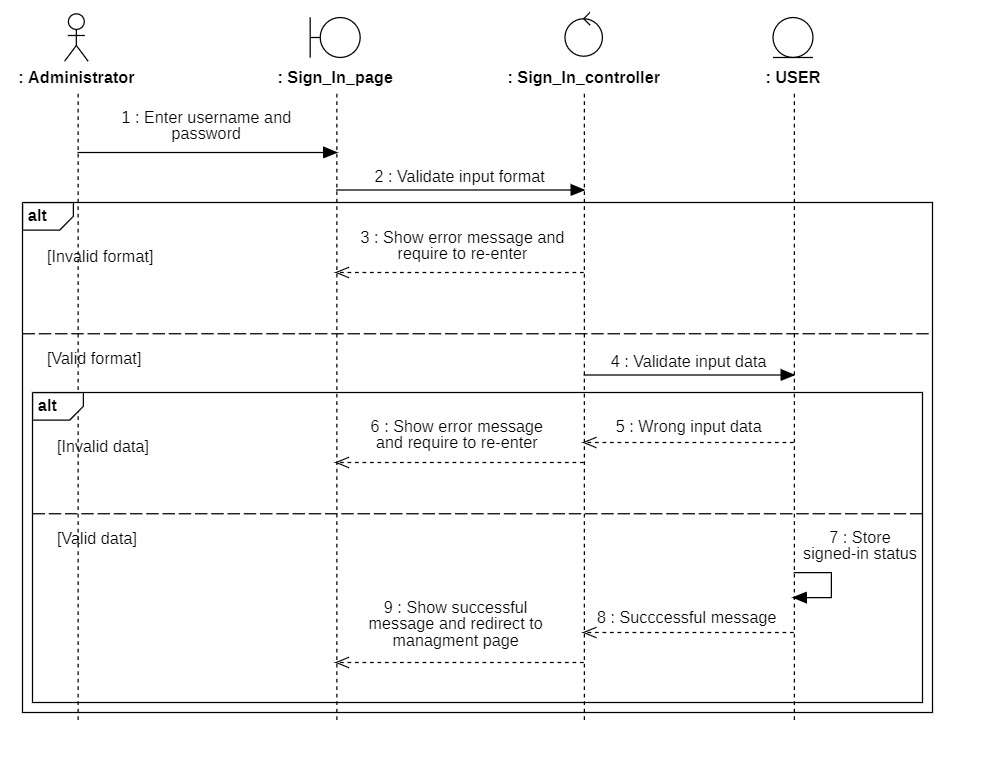 : Administrator
: Sign_In_page
: Sign_In_controller
: USER
1 : Enter username and
password
2 : Validate input format
alt
3 : Show error message and
require to re-enter
[Invalid format]
[Valid format]
4 : Validate input data
alt
6 : Show error message
and require to re-enter
5 : Wrong input data
[Invalid data]
[Valid data]
7 : Store
signed-in status
9 : Show successful
message and redirect to
managment page
8 : Succcessful message